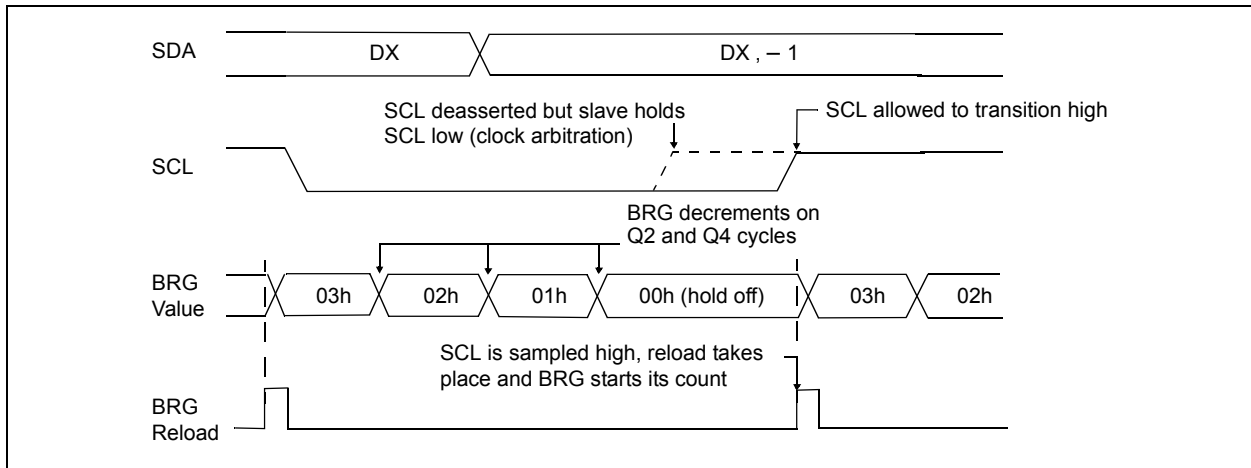 SDA
DX
DX , – 1
SCL deasserted but slave holds
SCL low (clock arbitration)
SCL allowed to transition high
SCL
BRG decrements on
Q2 and Q4 cycles
BRG
Value
03h
02h
01h
00h (hold off)
03h
02h
SCL is sampled high, reload takes
place and BRG starts its count
BRG
Reload